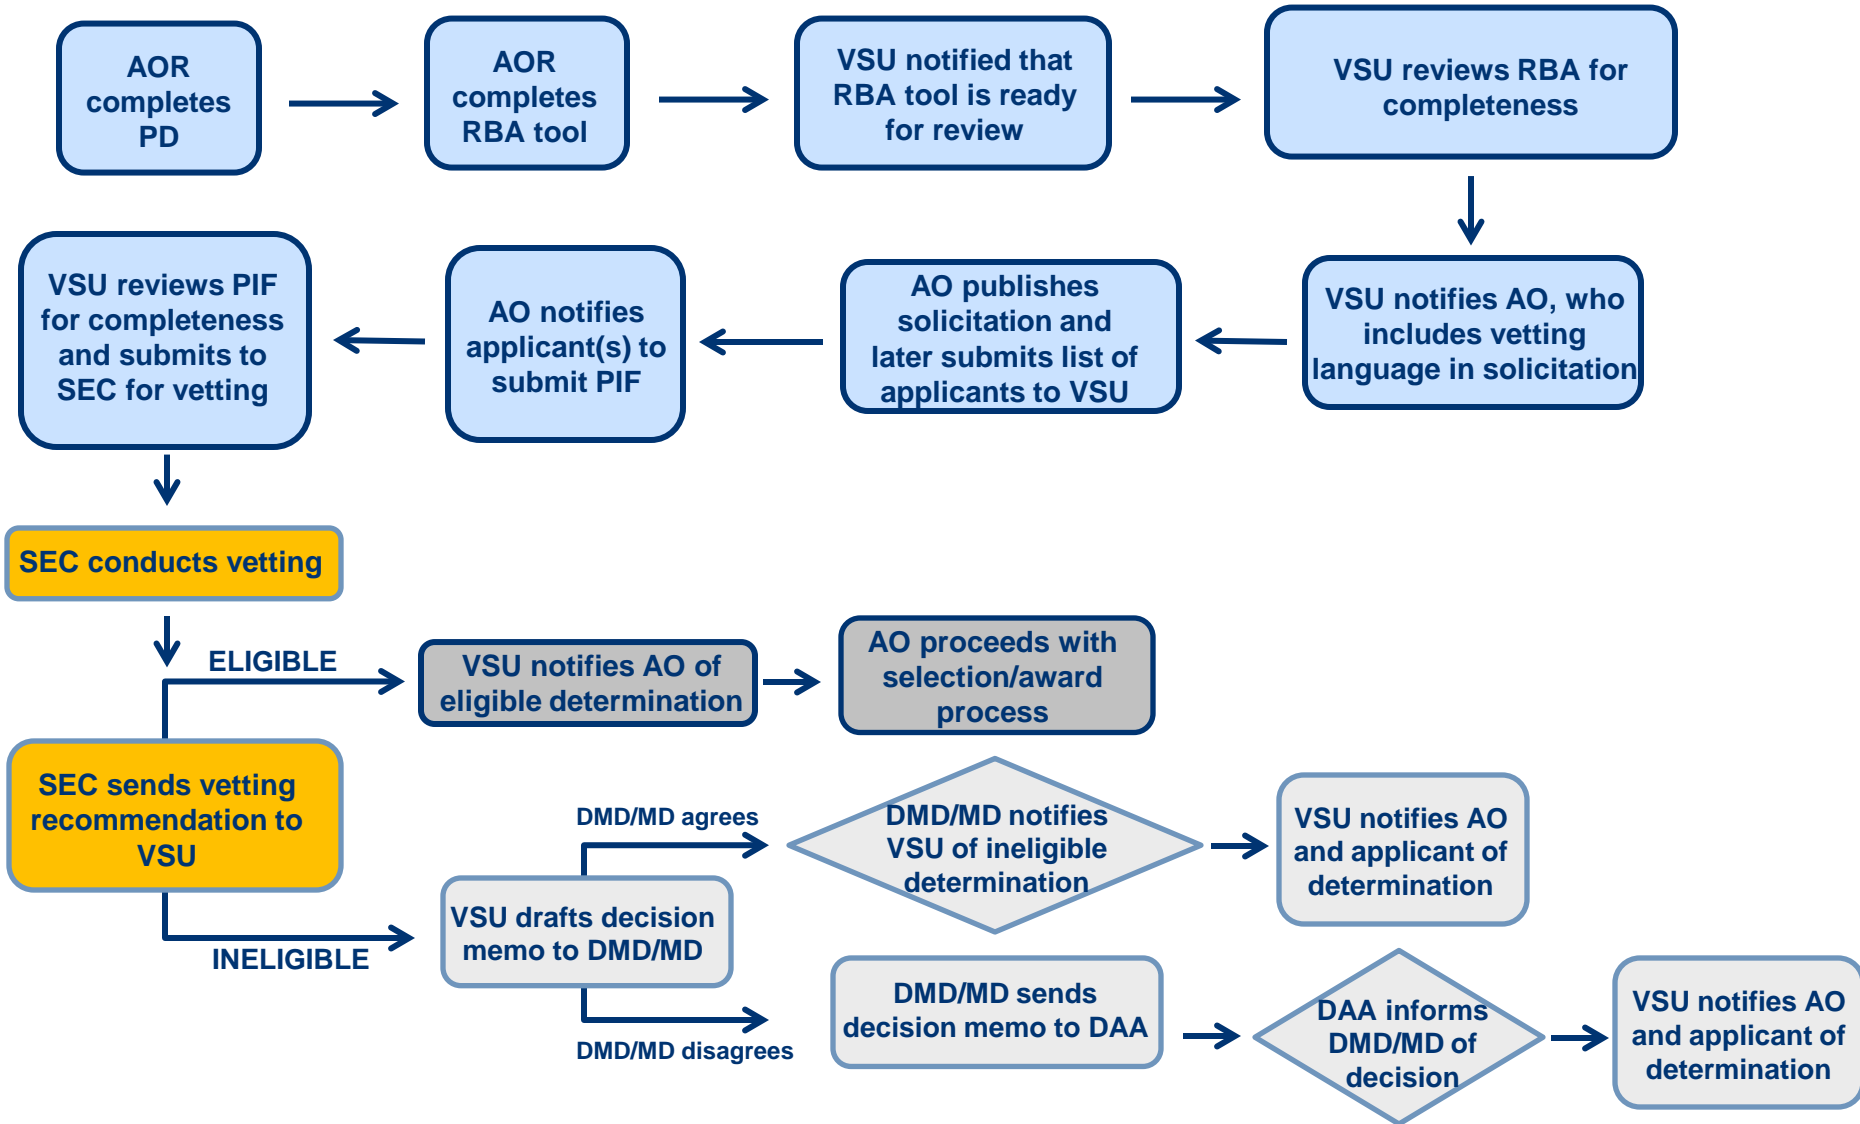 AOR
completes
PD
AOR
completes
RBA tool
VSU notified that
RBA tool is ready
for review
VSU reviews RBA for
completeness
VSU notifies AO, who
includes vetting
language in solicitation
AO publishes
solicitation and
later submits list of
applicants to VSU
AO notifies
applicant(s) to
submit PIF
VSU reviews PIF
for completeness
and submits to
SEC for vetting
SEC conducts vetting
ELIGIBLE
VSU notifies AO of
eligible determination
AO proceeds with
selection/award
process
SEC sends vetting
recommendation to
VSU
INELIGIBLE
VSU drafts decision
memo to DMD/MD
DMD/MD agrees
DMD/MD notifies
VSU of ineligible
determination
VSU notifies AO
and applicant of
determination
DMD/MD disagrees
DMD/MD sends
decision memo to DAA
DAA informs
DMD/MD of
decision
VSU notifies AO
and applicant of
determination